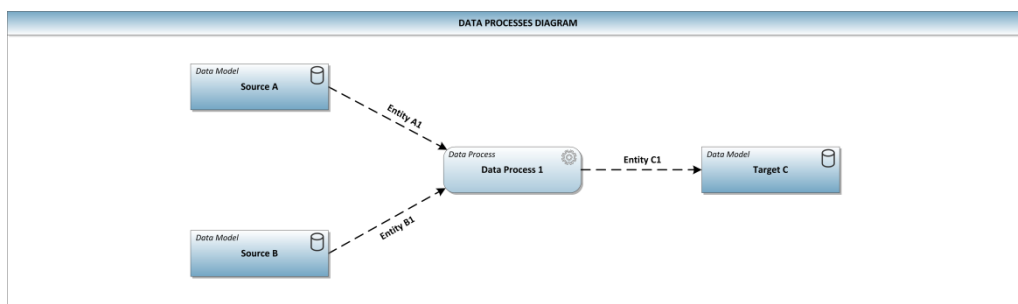 DATA PROCESSES DIAGRAM
Data Model
Source A
Entity A1
Data Process
Data Process 1
Entity C1
Data Model
Target C
Entity B1
Data Model
Source B